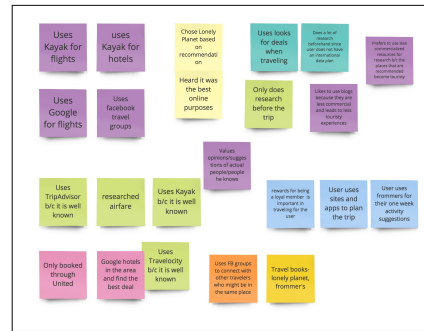 Uses
Kayak for
flights
uses
Kayak for
hotels
Chose Lonely
Planet based
on
recommendati
on
Heard it was
the best
online
purposes
Uses looks
for deals
when
traveling
Does a lot of
research
beforehand since
user does not have
an international
data plan
Prefers to use less
commercialized
resources for
research b/c the
places that are
recommended
become touristy
Uses
Google
for flights
Uses
facebook
travel
groups
Only does
research
before the
trip
Likes to use blogs
because they are
less commercial
and leads to less
touristy
experiences
Values
opinions/sugges
tions of actual
people/people
he knows
Uses
TripAdvisor
b/c it is well
known
researched
airfare
Uses Kayak
b/c it is well
known
rewards for being
a loyal member is
important in
traveling for the
user
User uses
sites and
apps to plan
the trip
User uses
frommers for
their one week
activity
suggestions
Only booked
through
United
Google hotels
in the area
and find the
best deal
Uses
Travelocity
b/c it is well
known
Uses FB groups
to connect with
other travelers
who might be in
the same place
Travel books-
lonely planet,
frommer's